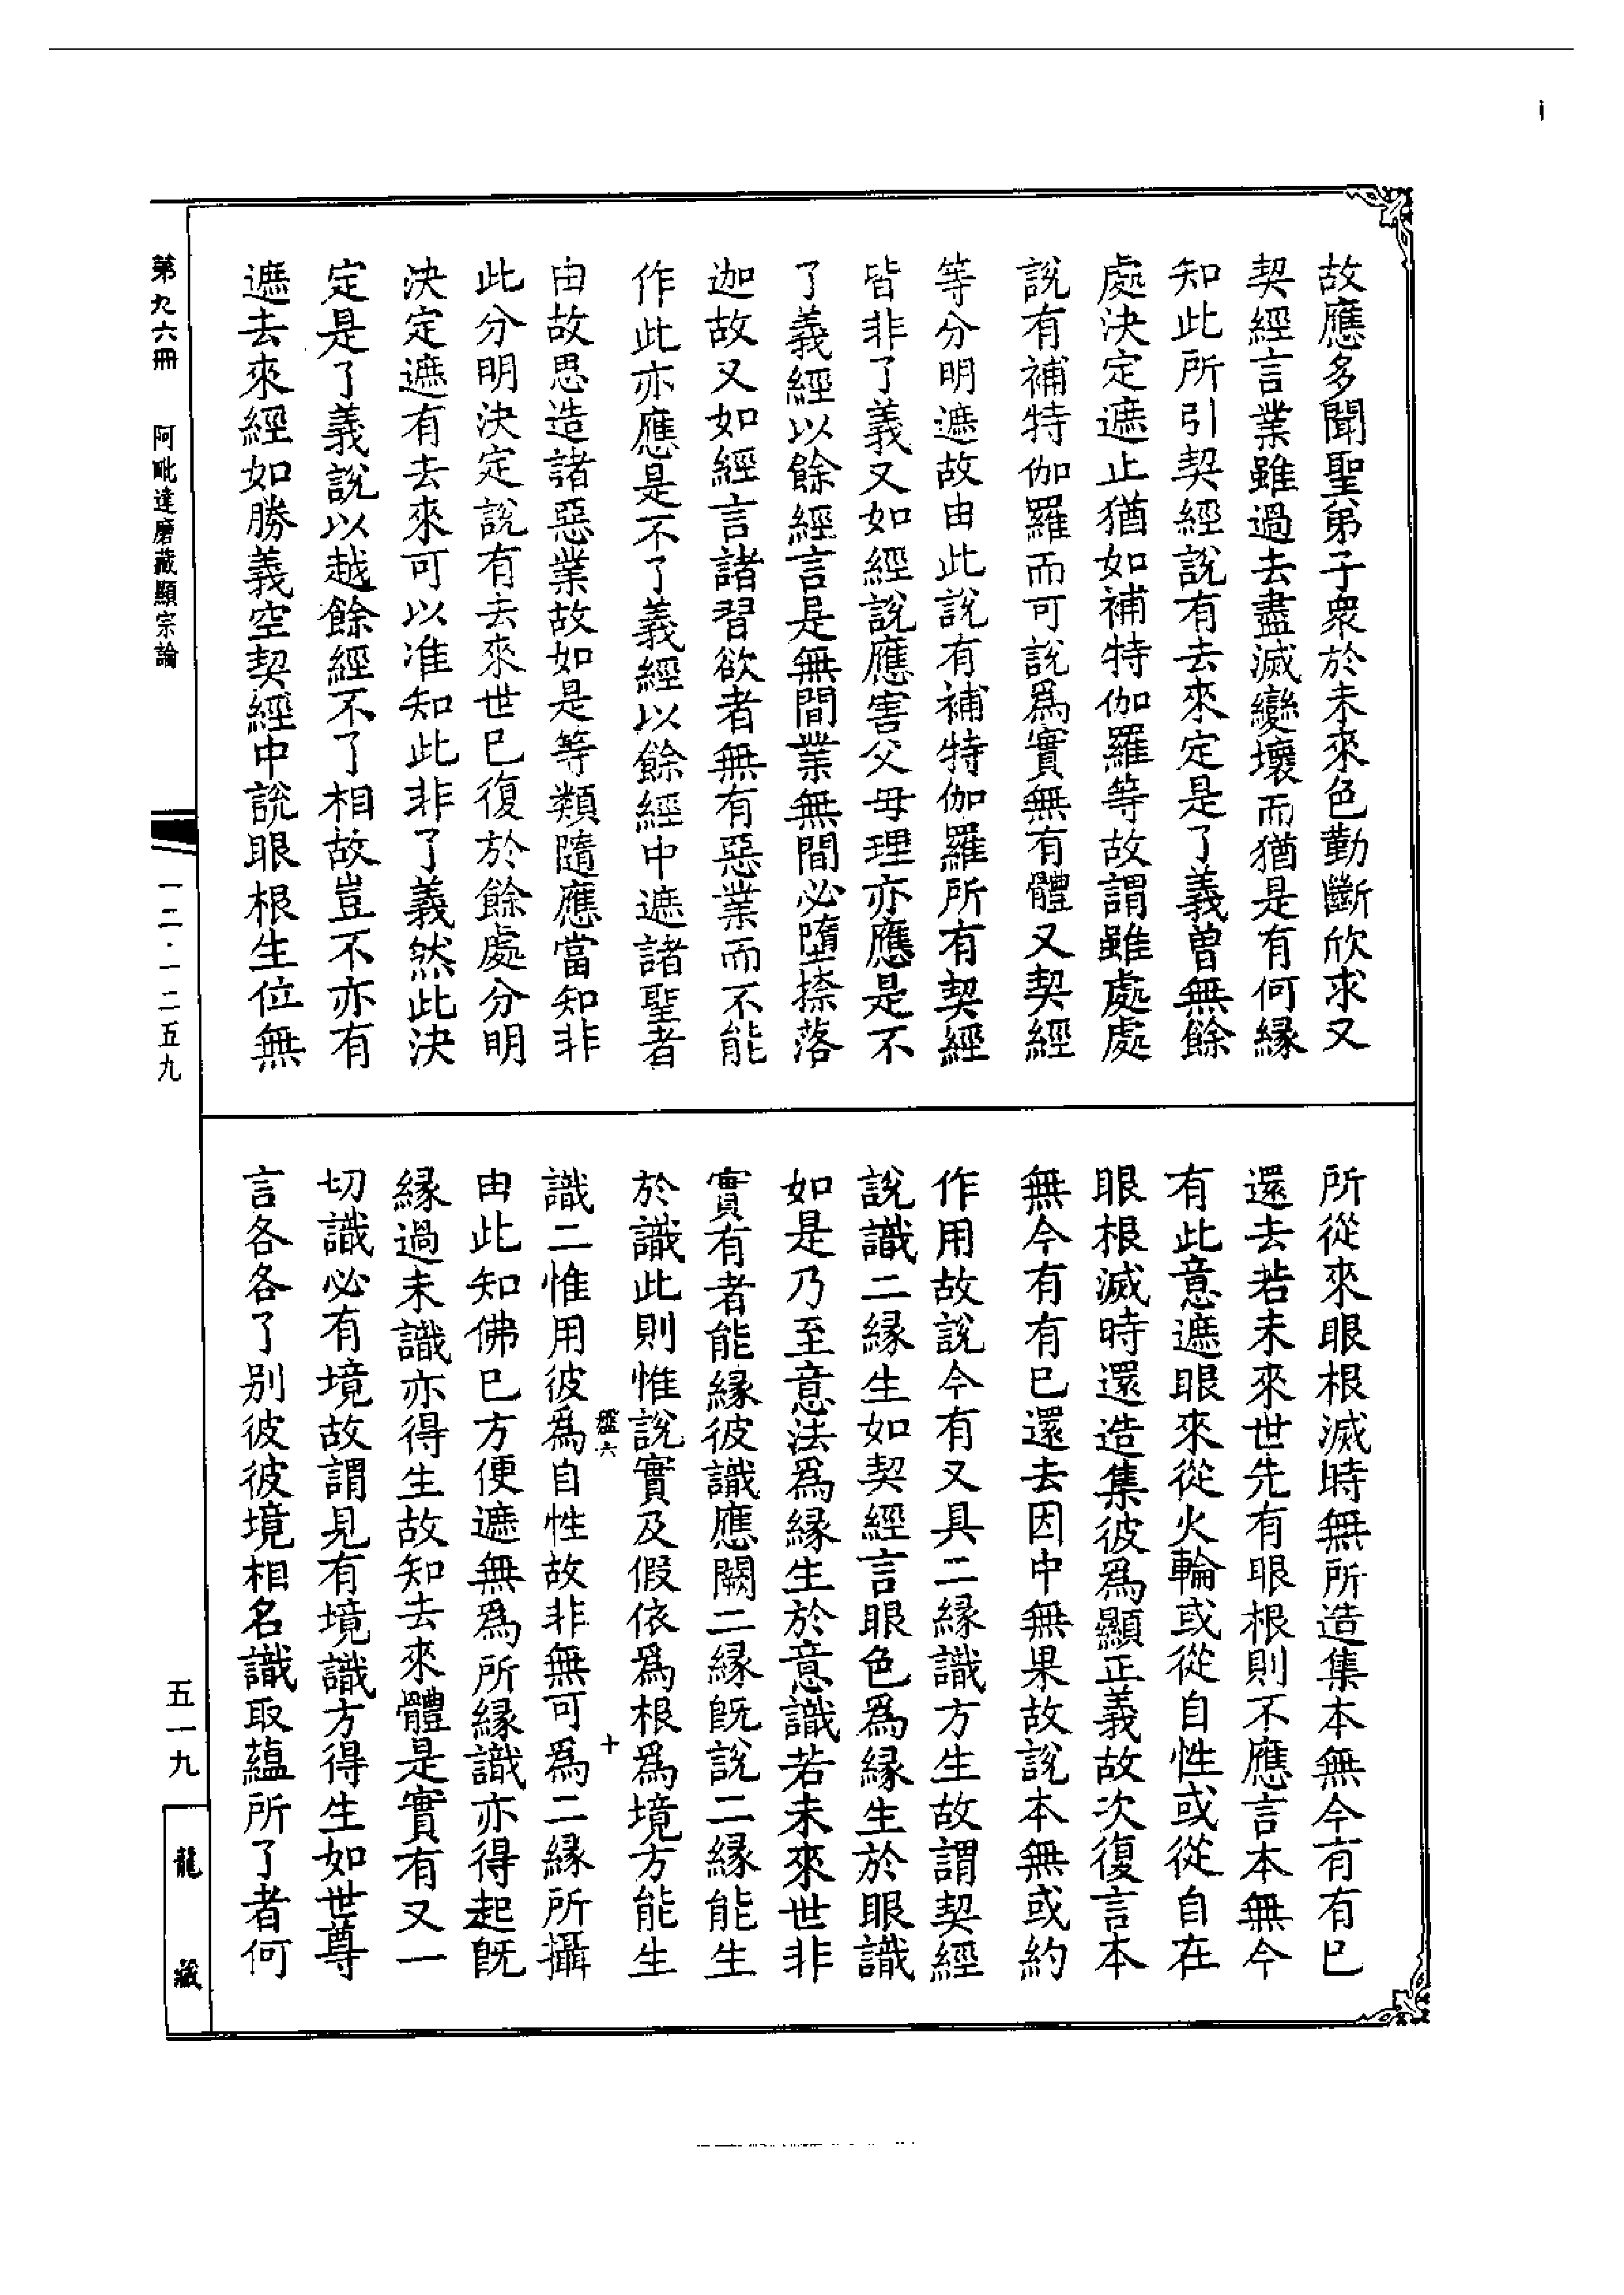 故應多聞聖弟子衆於未來色勤斷欣求又
契經言業雖過去盡滅變壞而猶是有何緣
知此所引契經說有去來定是了義曾無餘
處決定遮止猶如補特伽羅等故謂雖處處
說有補特伽羅而可說爲實無有體又契經
等分明遮故由此說有補特伽羅所有契經
皆非了義又如經說應害父母理亦應是不
了義經以餘經言是無間業無間必墮捺落
迦故又如經言諸習欲者無有惡業而不能
作此亦應是不了義經以餘經中遮諸聖者
由故思造諸惡業故如是等類隨應當知非
此分明決定說有去來世已復於餘處分明
決定遮有去來可以准知此非了義然此決
定是了義說以越餘經不了相故豈不亦有
遮去來經如勝義空契經中說眼根生位無
所從來眼根滅時無所造集本無今有有已
還去若未來世先有眼根則不應言本無今
有此意遮眼來從火輪或從自性或從自在
眼根滅時還造集彼爲顯正義故次復言本
無今有有已還去因中無果故說本無或約
作用故說今有又具二緣識方生故謂契經
說識二緣生如契經言眼色爲緣生於眼識
如是乃至意法爲緣生於意識若未來世非
實有者能緣彼識應闕二緣旣說二緣能生
於識此則惟說實及假依爲根爲境方能生
識二惟用彼爲自性故非無可爲二緣所攝
由此知佛已方便遮無爲所緣識亦得起旣
緣過未識亦得生故知去來體是實有又一
切識必有境故謂見有境識方得生如世尊
言各各了別彼彼境相名識取蘊所了者何
六
十
第九六冊
阿毗達磨藏顯宗論
一二·一二五九
五一九
龍藏